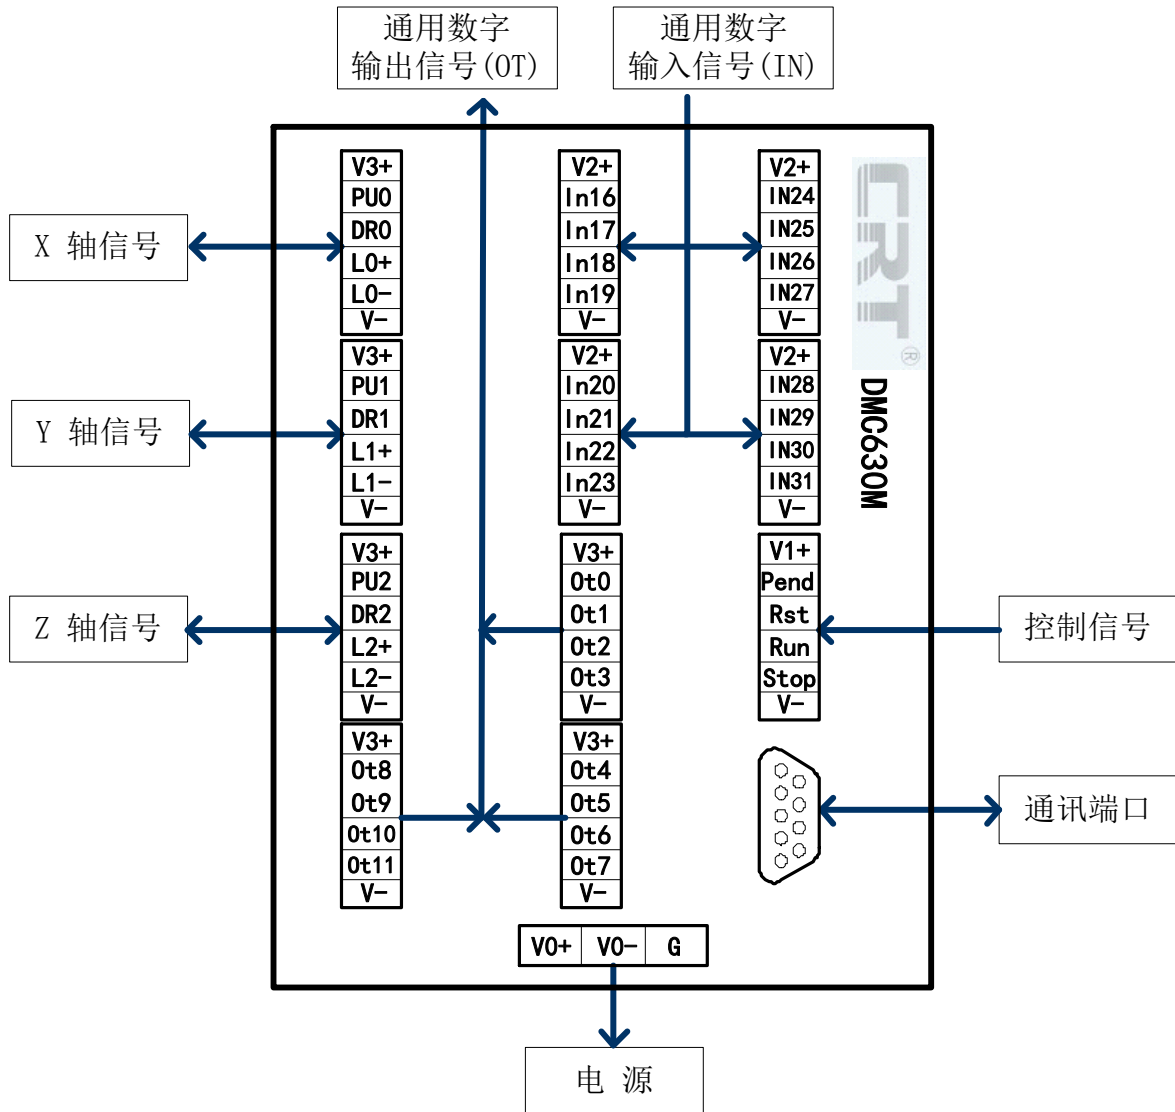 通用数字
输出信号(OT)
通用数字
输入信号(IN)
X 轴信号
Y 轴信号
Z 轴信号
V3+
PU0
DR0
L0+
L0-
V-
V3+
PU1
DR1
L1+
L1-
V-
V3+
PU2
DR2
L2+
L2-
V-
V3+
Ot8
Ot9
Ot10
Ot11
V-
V2+
In16
In17
In18
In19
V-
V2+
In20
In21
In22
In23
V-
V3+
Ot0
Ot1
Ot2
Ot3
V-
V3+
Ot4
Ot5
Ot6
Ot7
V-
V2+
IN24
IN25
IN26
IN27
V-
V2+
IN28
IN29
IN30
IN31
V-
V1+
Pend
Rst
Run
Stop
V-
CRT®
DMC630M
控制信号
通讯端口
V0+ V0- G
电 源